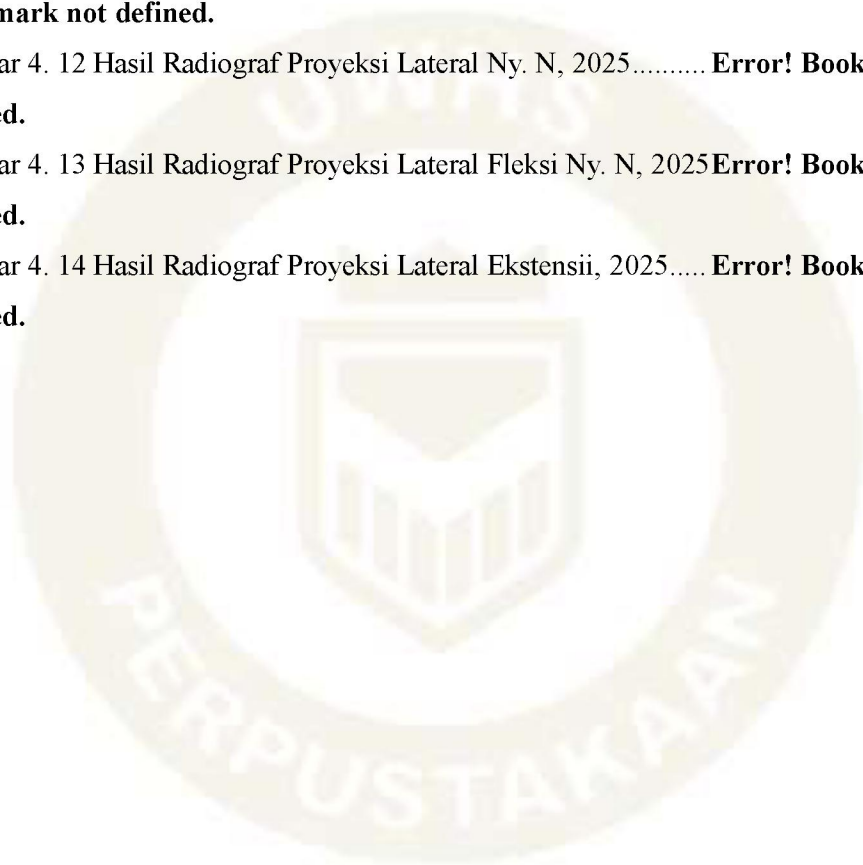 mark not defined.
ar 4. 12 Hasil Radiograf Proyeksi Lateral Ny. N, 2025.......... Error! Book
ed.
ar 4. 13 Hasil Radiograf Proyeksi Lateral Fleksi Ny. N, 2025Error! Book
ed.
ar 4. 14 Hasil Radiograf Proyeksi Lateral Ekstensii, 2025..... Error! Book
ed.
UWAS
PERPUSTAKAAN